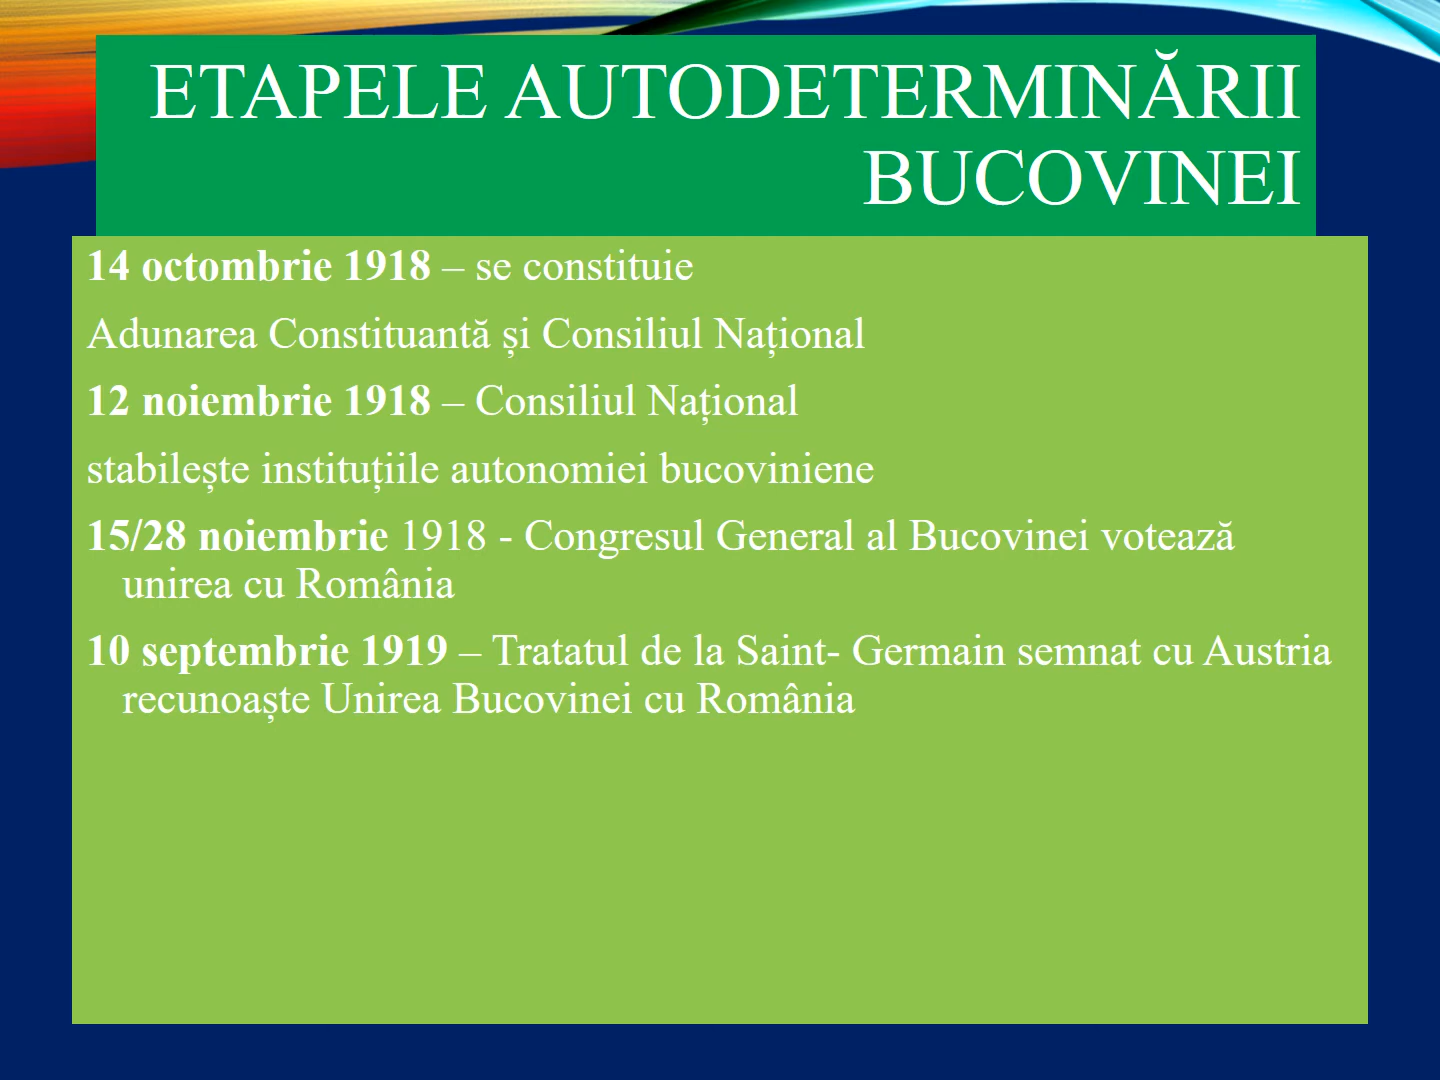 ETAPELE AUTODETERMINĂRII
BUCOVINEI
14 octombrie 1918 – se constituie
Adunarea Constituantă și Consiliul Național
12 noiembrie 1918 – Consiliul Național
stabilește instituțiile autonomiei bucoviniene
15/28 noiembrie 1918 - Congresul General al Bucovinei votează
unirea cu România
10 septembrie 1919 – Tratatul de la Saint- Germain semnat cu Austria
recunoaște Unirea Bucovinei cu România